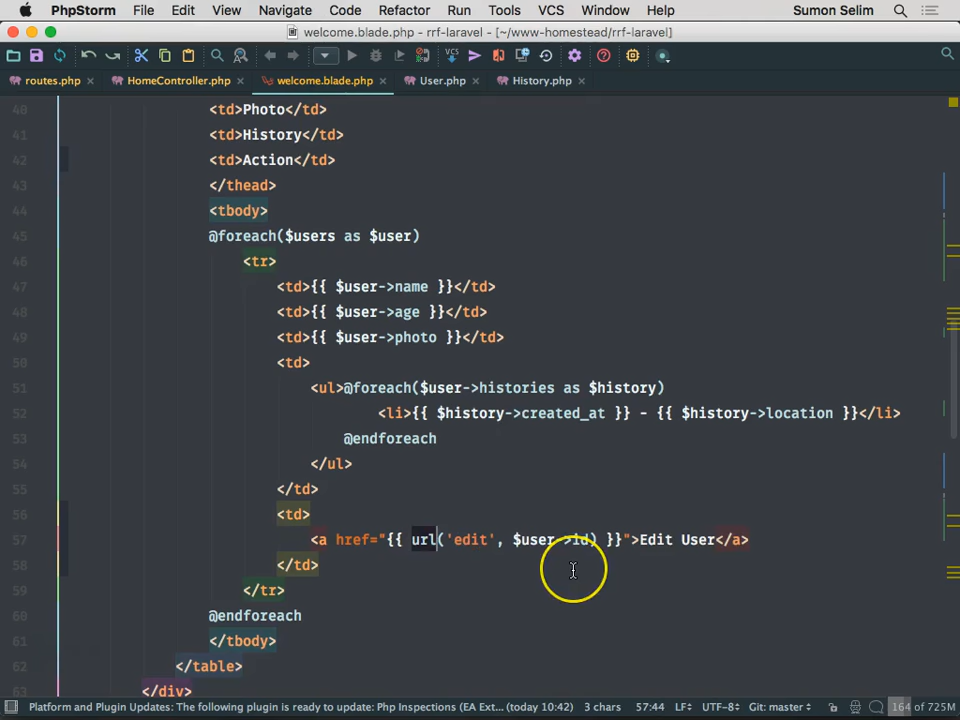 PhpStorm File Edit View Navigate Code Refactor Run Tools VCS Window Help Sumon Selim
welcome.blade.php - rrf-laravel - [~/www-homestead/rrf-laravel]
VCS VCS
routes.php HomeController.php welcome.blade.php User.php History.php
40 <td>Photo</td>
41 <td>History</td>
42 <td>Action</td>
43 </thead>
44 <tbody>
45 @foreach($users as $user)
46 <tr>
47 <td>{{ $user->name }}</td>
48 <td>{{ $user->age }}</td>
49 <td>{{ $user->photo }}</td>
50 <td>
51 <ul>@foreach($user->histories as $history)
52 <li>{{ $history->created_at }} - {{ $history->location }}</li>
53 @endforeach
54 </ul>
55 </td>
56 <td>
57 <a href="{{ url('edit', $user->id) }}">Edit User</a>
58 </td>
59 </tr>
60 @endforeach
61 </tbody>
62 </table>
63 </div>
Platform and Plugin Updates: The following plugin is ready to update: Php Inspections (EA Ext... (today 10:42) 3 chars 57:44 LF÷ UTF-8÷ Git: master÷ 164 of 725M